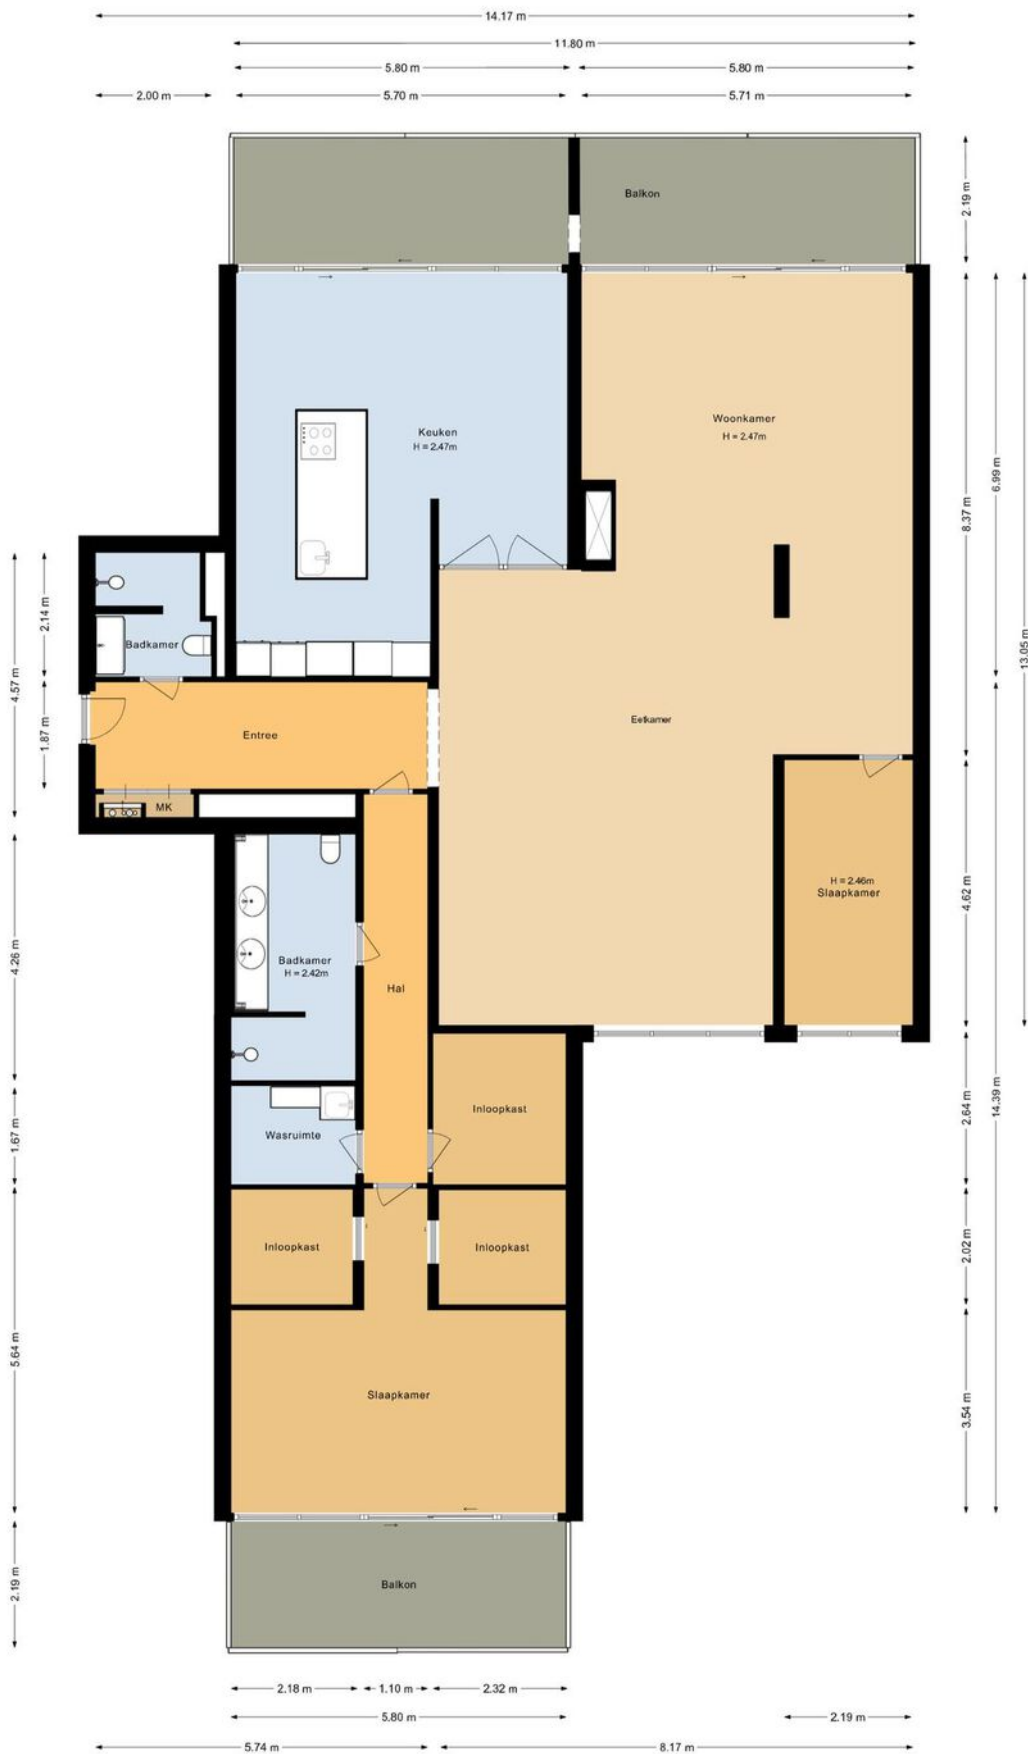 14.17 m
11.80 m
5.80 m
5.80 m
2.00 m
5.70 m
5.71 m
Balkon
2.19 m
Keuken
H = 2.47m
Woonkamer
H = 2.47m
6.99 m
8.37 m
13.05 m
2.14 m
4.57 m
1.87 m
Badkamer
Entree
Eetkamer
MK
H = 2.46m
Slaapkamer
4.62 m
4.26 m
Badkamer
H = 2.42m
Hal
Inloopkast
2.64 m
14.39 m
1.67 m
Wasruimte
Inloopkast
Inloopkast
2.02 m
5.64 m
Slaapkamer
3.54 m
2.19 m
Balkon
2.18 m
1.10 m
2.32 m
5.80 m
2.19 m
5.74 m
8.17 m